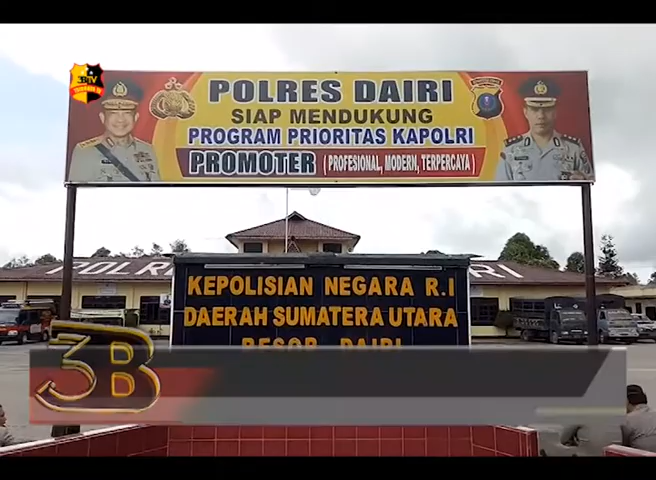 POLRES DAIRI
SIAP MENDUKUNG
PROGRAM PRIORITAS KAPOLRI
PROMOTER (PROFESIONAL, MODERN, TERPERCAYA)
POLRES
KEPOLISIAN NEGARA R.I
DAERAH SUMATERA UTARA
RESOR DAIRI
3B